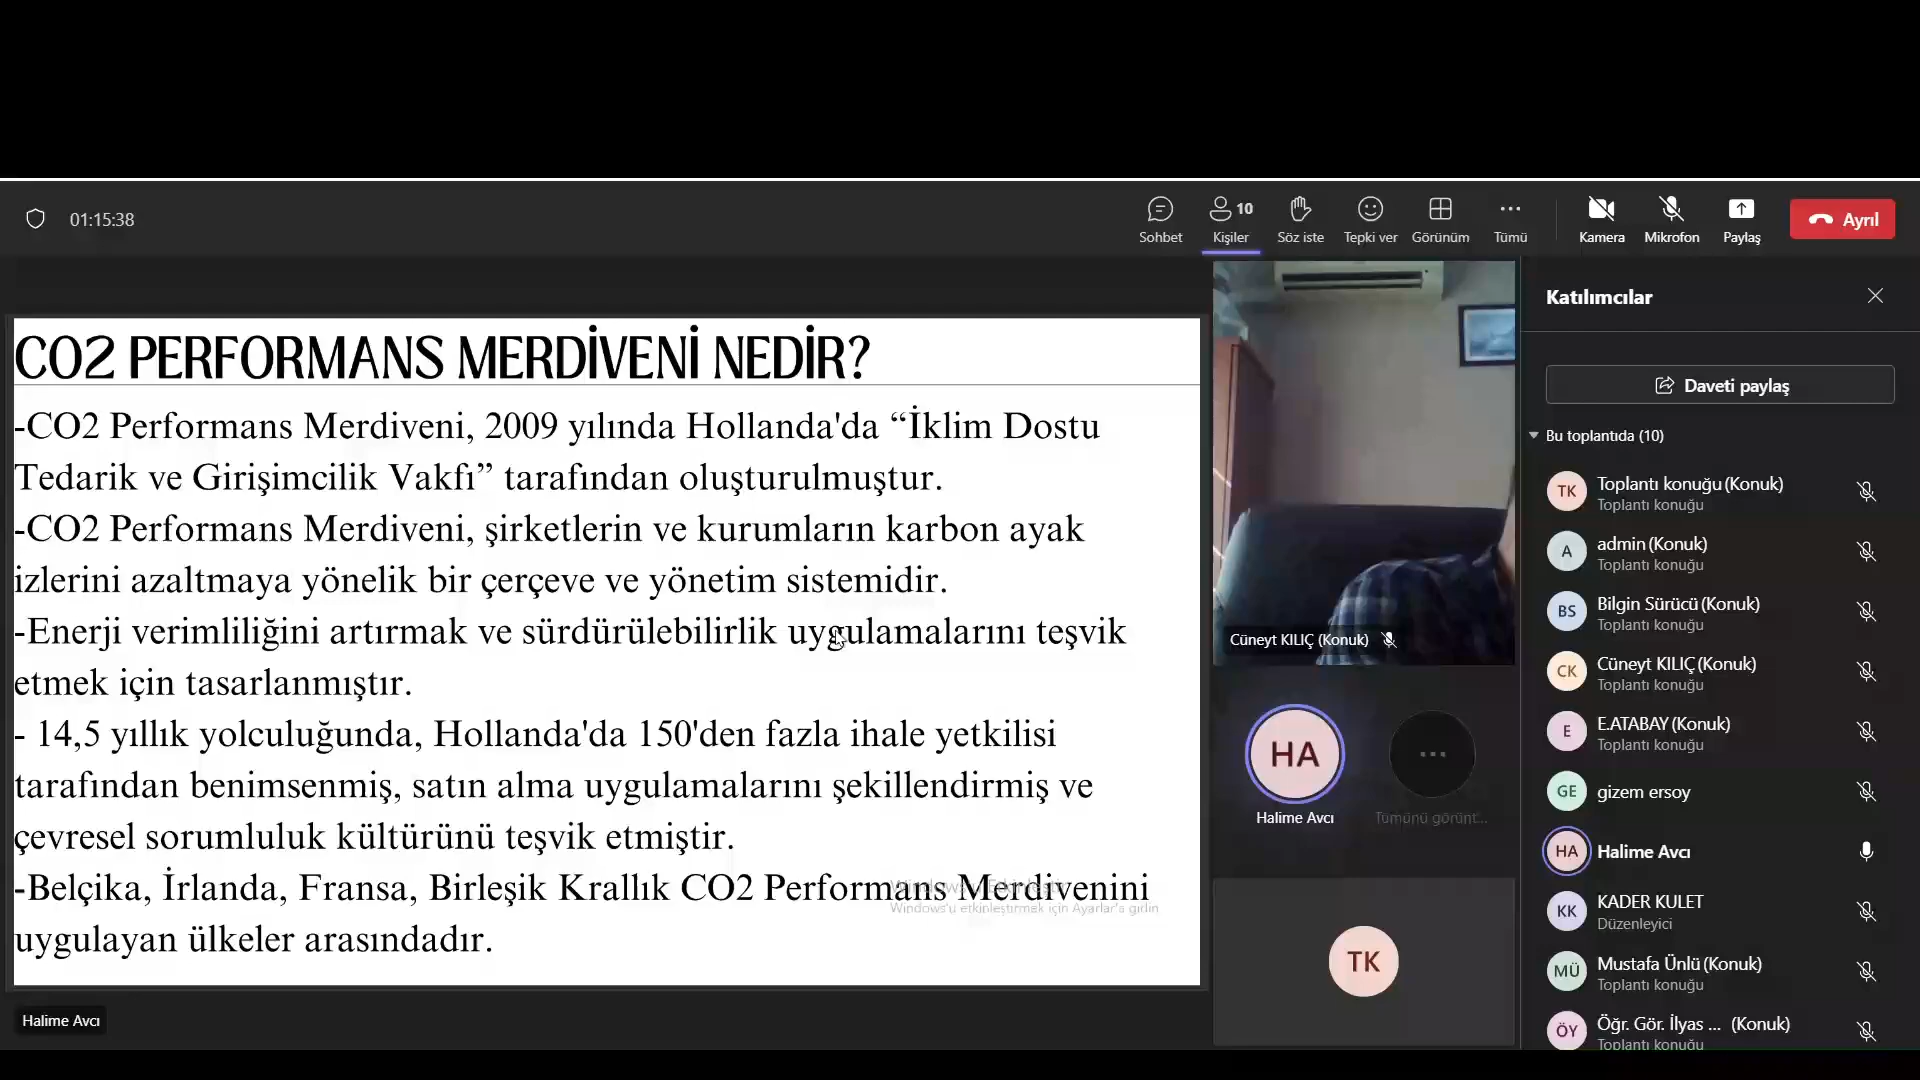 01:15:38
Sohbet
10
Kişiler
Söz iste
Tepki ver
Görünüm
Tümü
Kamera
Mikrofon
Paylaş
Ayrıl
CO2 PERFORMANS MERDİVENİ NEDİR?
-CO2 Performans Merdiveni, 2009 yılında Hollanda'da “İklim Dostu
Tedarik ve Girişimcilik Vakfı” tarafından oluşturulmuştur.
-CO2 Performans Merdiveni, şirketlerin ve kurumların karbon ayak
izlerini azaltmaya yönelik bir çerçeve ve yönetim sistemidir.
-Enerji verimliliğini artırmak ve sürdürülebilirlik uygulamalarını teşvik
etmek için tasarlanmıştır.
- 14,5 yıllık yolculuğunda, Hollanda'da 150'den fazla ihale yetkilisi
tarafından benimsenmiş, satın alma uygulamalarını şekillendirmiş ve
çevresel sorumluluk kültürünü teşvik etmiştir.
-Belçika, İrlanda, Fransa, Birleşik Krallık CO2 Performans Merdivenini
uygulayan ülkeler arasındadır.
Windows'u Etkinleştir
Windows'u etkinleştirmek için Ayarlar'a gidin
Halime Avcı
Cüneyt KILIÇ (Konuk)
HA
Halime Avcı
Tümünü görünt...
TK
Katılımcılar
Daveti paylaş
Bu toplantıda (10)
TK
Toplantı konuğu (Konuk)
Toplantı konuğu
A
admin (Konuk)
Toplantı konuğu
BS
Bilgin Sürücü (Konuk)
Toplantı konuğu
CK
Cüneyt KILIÇ (Konuk)
Toplantı konuğu
E
E.ATABAY (Konuk)
Toplantı konuğu
GE
gizem ersoy
HA
Halime Avcı
KK
KADER KULET
Düzenleyici
MÜ
Mustafa Ünlü (Konuk)
Toplantı konuğu
ÖY
Öğr. Gör. İlyas ... (Konuk)
Toplantı konuğu